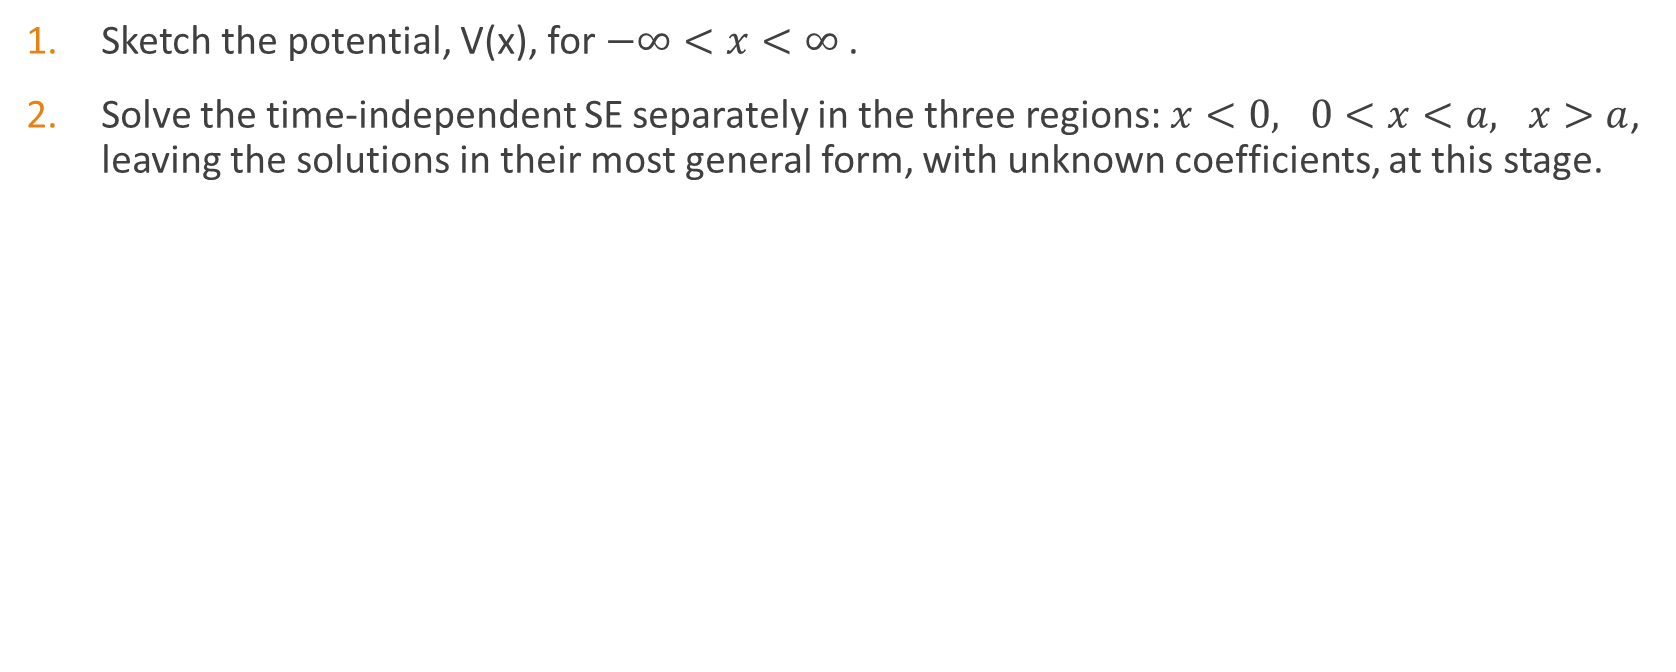 1. Sketch the potential, V(x), for −∞ < x < ∞ .
2. Solve the time-independent SE separately in the three regions: x < 0, 0 < x < a, x > a,
leaving the solutions in their most general form, with unknown coefficients, at this stage.